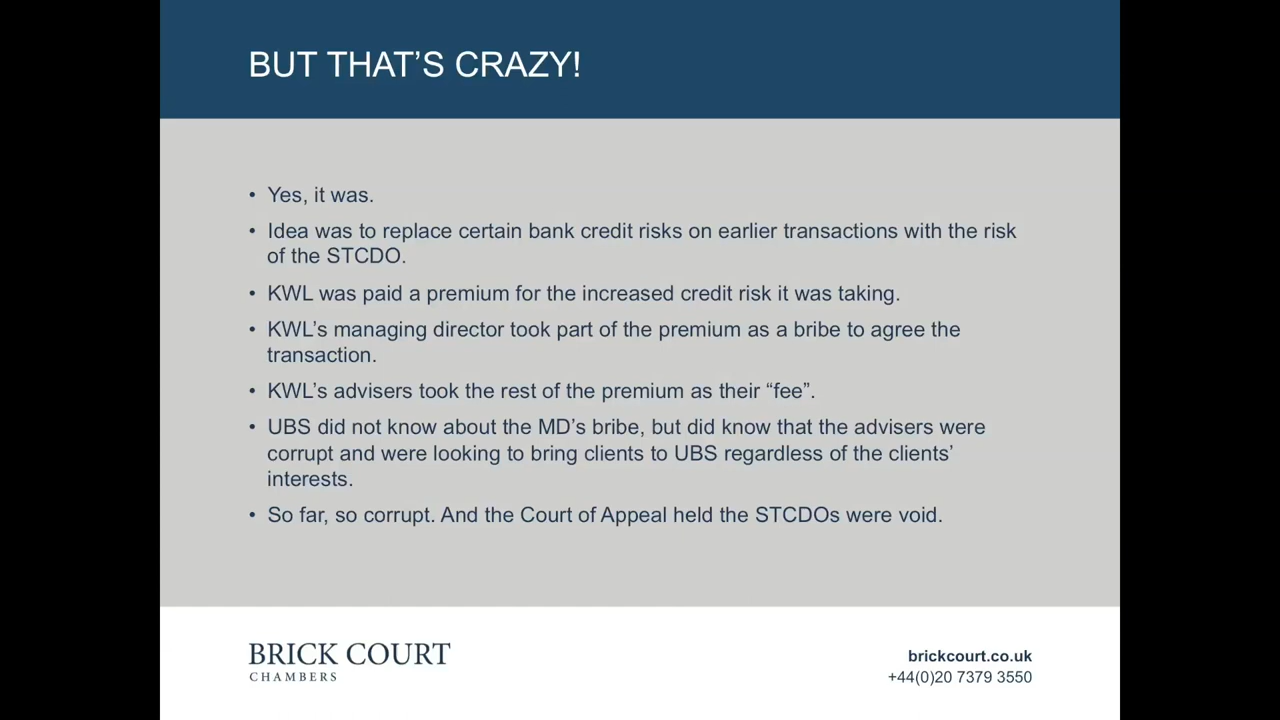 BUT THAT’S CRAZY!
• Yes, it was.
• Idea was to replace certain bank credit risks on earlier transactions with the risk
of the STCDO.
• KWL was paid a premium for the increased credit risk it was taking.
• KWL’s managing director took part of the premium as a bribe to agree the
transaction.
• KWL’s advisers took the rest of the premium as their “fee”.
• UBS did not know about the MD’s bribe, but did know that the advisers were
corrupt and were looking to bring clients to UBS regardless of the clients’
interests.
• So far, so corrupt. And the Court of Appeal held the STCDOs were void.
BRICK COURT
CHAMBERS
brickcourt.co.uk
+44(0)20 7379 3550